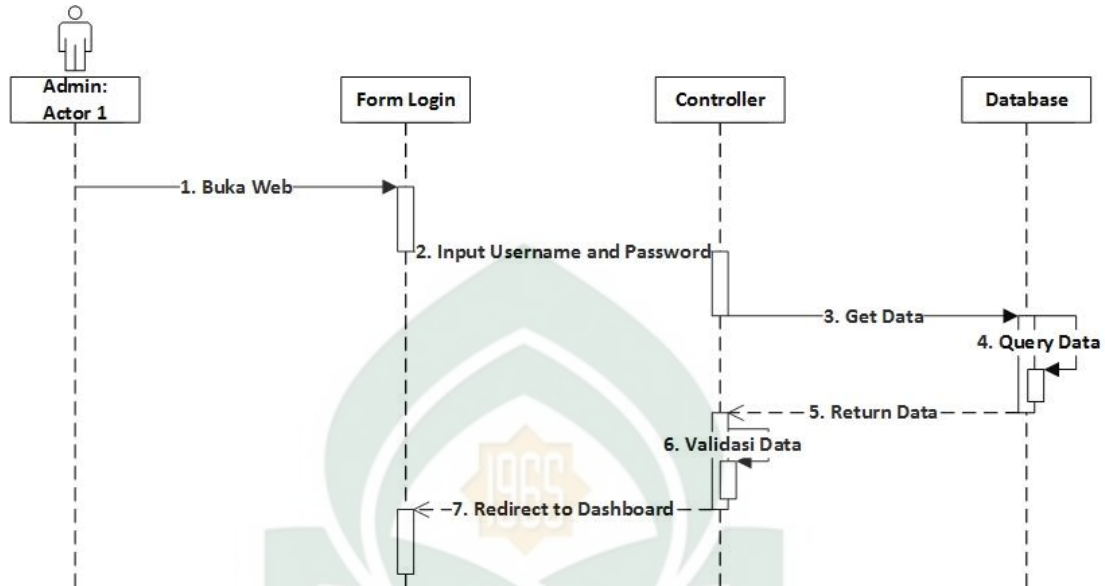 Admin:
Actor 1
Form Login
Controller
Database
1. Buka Web
2. Input Username and Password
3. Get Data
4. Query Data
5. Return Data
6. Validasi Data
7. Redirect to Dashboard
1965